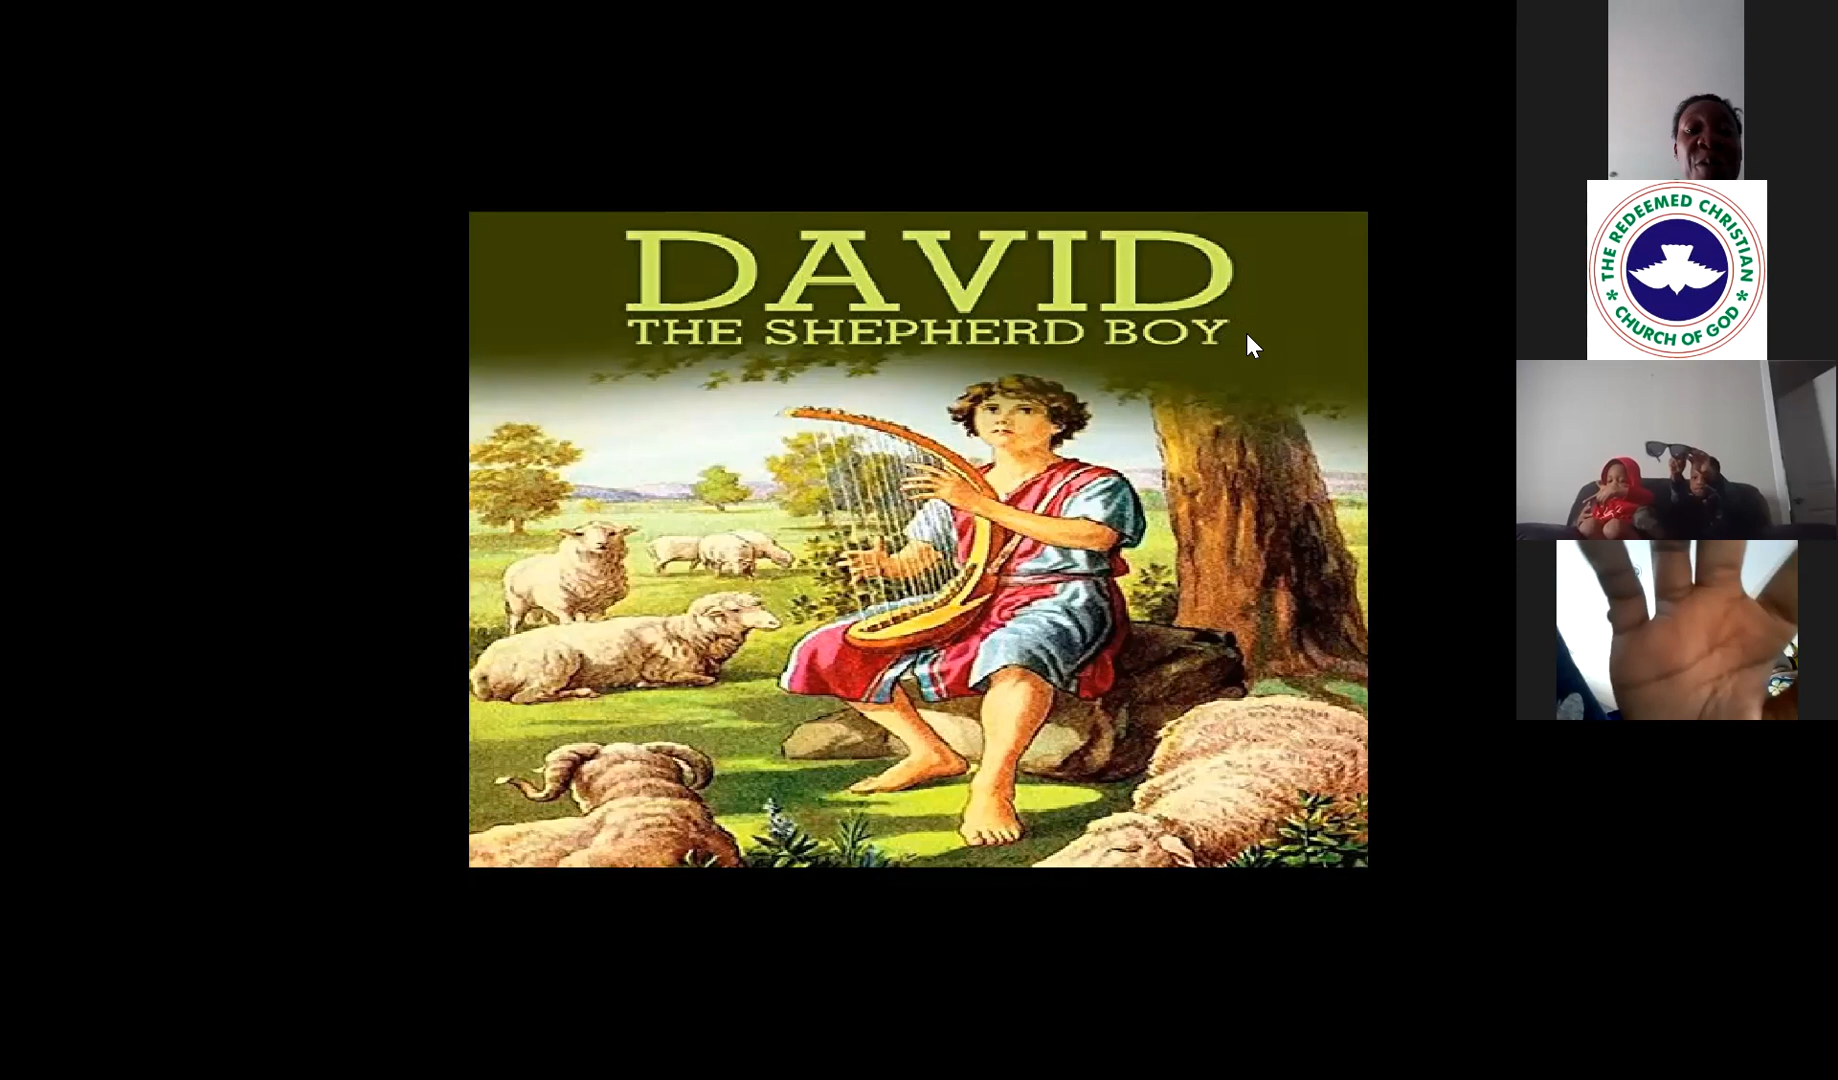 DAVID
THE SHEPHERD BOY
THE REDEEMED CHRISTIAN
* CHURCH OF GOD *